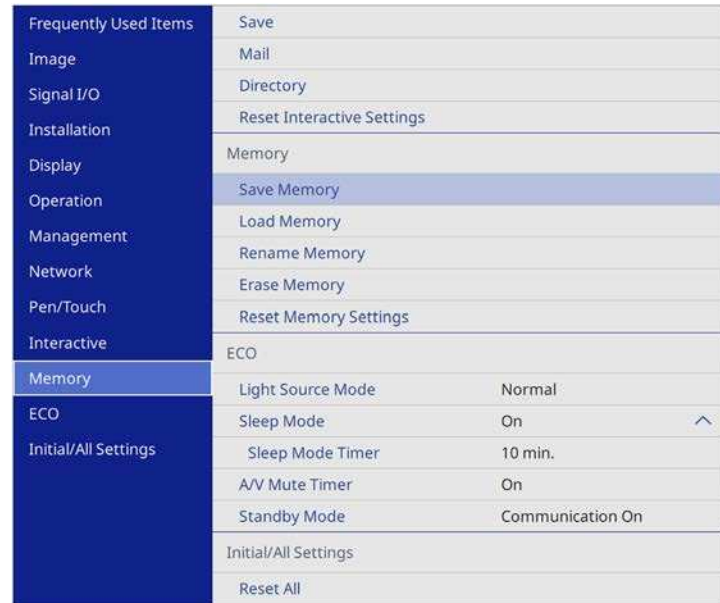 Frequently Used Items
Image
Signal I/O
Installation
Display
Operation
Management
Network
Pen/Touch
Interactive
Memory
ECO
Initial/All Settings
Save
Mail
Directory
Reset Interactive Settings
Memory
Save Memory
Load Memory
Rename Memory
Erase Memory
Reset Memory Settings
ECO
Light Source Mode Normal
Sleep Mode On
Sleep Mode Timer 10 min.
A/V Mute Timer On
Standby Mode Communication On
Initial/All Settings
Reset All